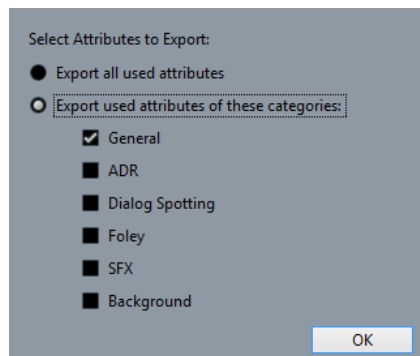 Select Attributes to Export:
Export all used attributes
Export used attributes of these categories:
General
ADR
Dialog Spotting
Foley
SFX
Background
OK